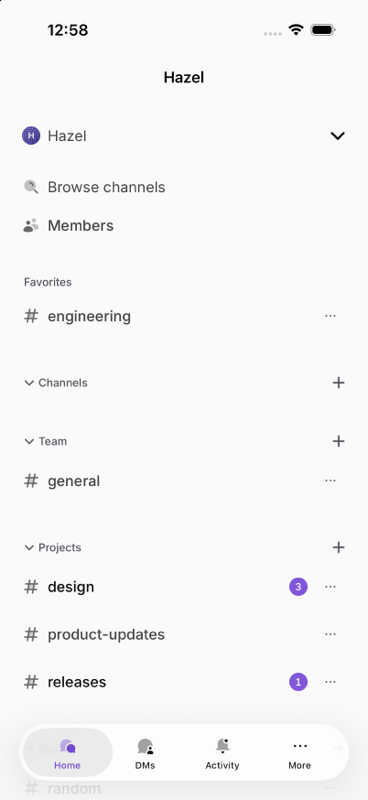 12:58
Hazel
H Hazel
Browse channels
Members
Favorites
# engineering ...
Channels +
Team +
# general ...
Projects +
# design 3 ...
# product-updates ...
# releases 1 ...
Home DMs Activity More
# random